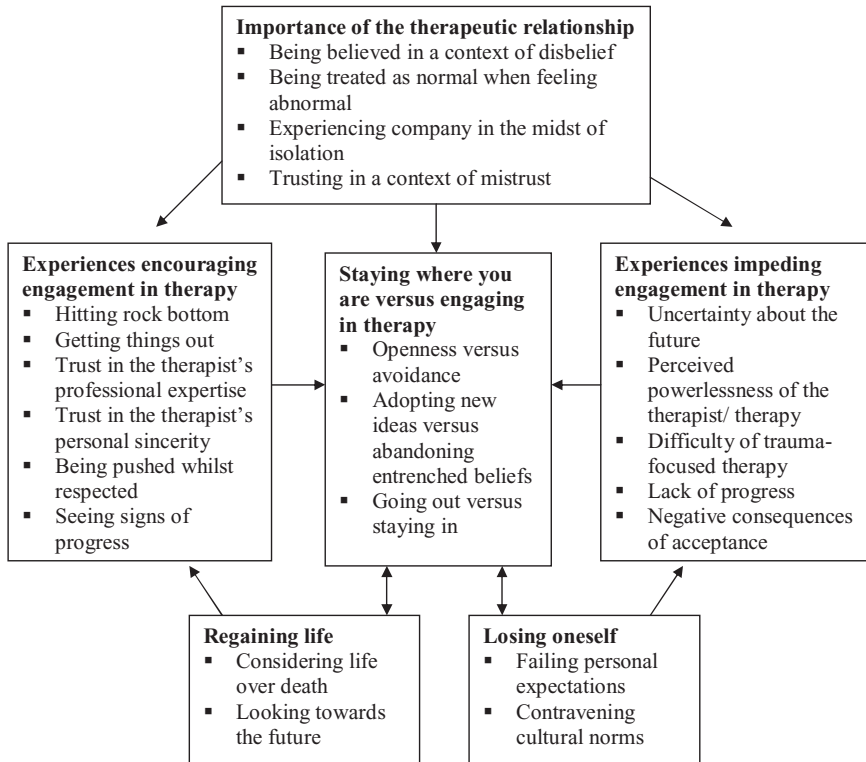 Importance of the therapeutic relationship
▪ Being believed in a context of disbelief
▪ Being treated as normal when feeling
abnormal
▪ Experiencing company in the midst of
isolation
▪ Trusting in a context of mistrust
Experiences encouraging
engagement in therapy
▪ Hitting rock bottom
▪ Getting things out
▪ Trust in the therapist’s
professional expertise
▪ Trust in the therapist’s
personal sincerity
▪ Being pushed whilst
respected
▪ Seeing signs of
progress
Staying where you
are versus engaging
in therapy
▪ Openness versus
avoidance
▪ Adopting new
ideas versus
abandoning
entrenched beliefs
▪ Going out versus
staying in
Experiences impeding
engagement in therapy
▪ Uncertainty about the
future
▪ Perceived
powerlessness of the
therapist/ therapy
▪ Difficulty of trauma-
focused therapy
▪ Lack of progress
▪ Negative consequences
of acceptance
Regaining life
▪ Considering life
over death
▪ Looking towards
the future
Losing oneself
▪ Failing personal
expectations
▪ Contravening
cultural norms